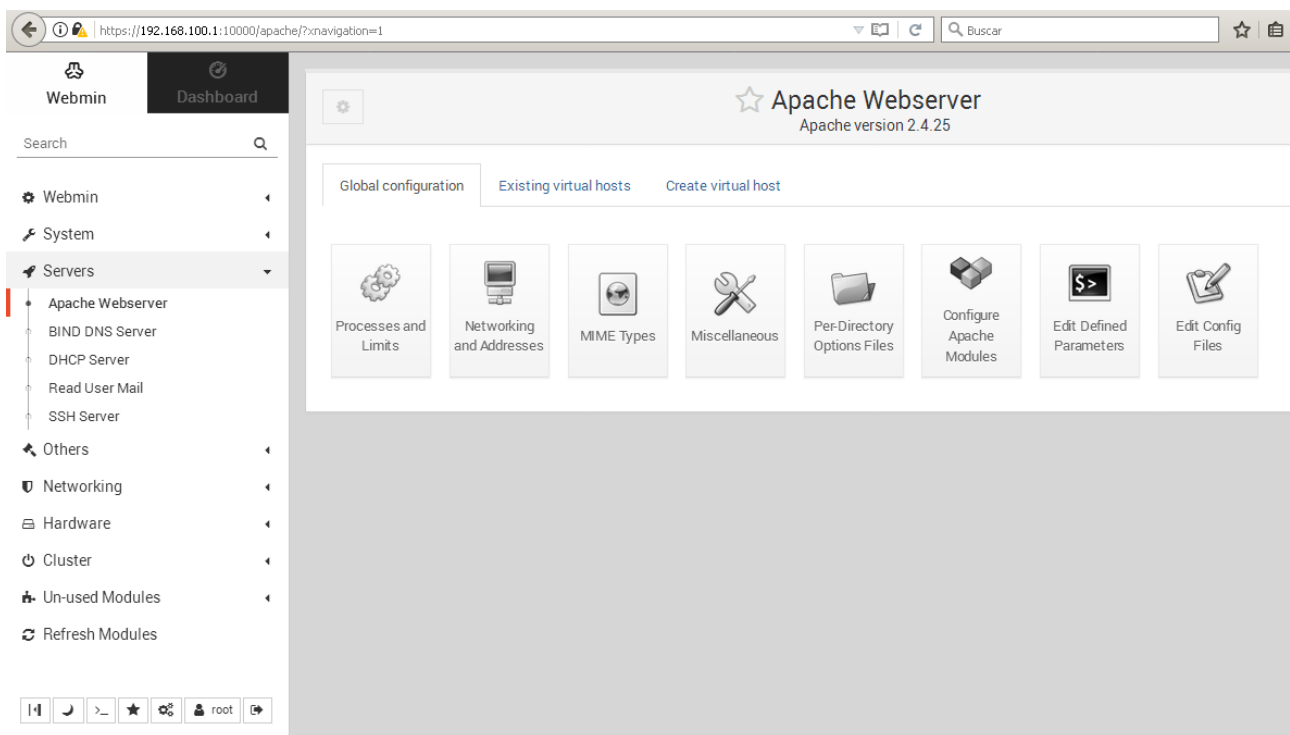 https://192.168.100.1:10000/apache/?xnavigation=1
Buscar
Webmin
Dashboard
Search
Webmin
System
Servers
Apache Webserver
BIND DNS Server
DHCP Server
Read User Mail
SSH Server
Others
Networking
Hardware
Cluster
Un-used Modules
Refresh Modules
>_
root
Apache Webserver
Apache version 2.4.25
Global configuration
Existing virtual hosts
Create virtual host
Processes and
Limits
Networking
and Addresses
MIME Types
Miscellaneous
Per-Directory
Options Files
Configure
Apache
Modules
$>
Edit Defined
Parameters
Edit Config
Files